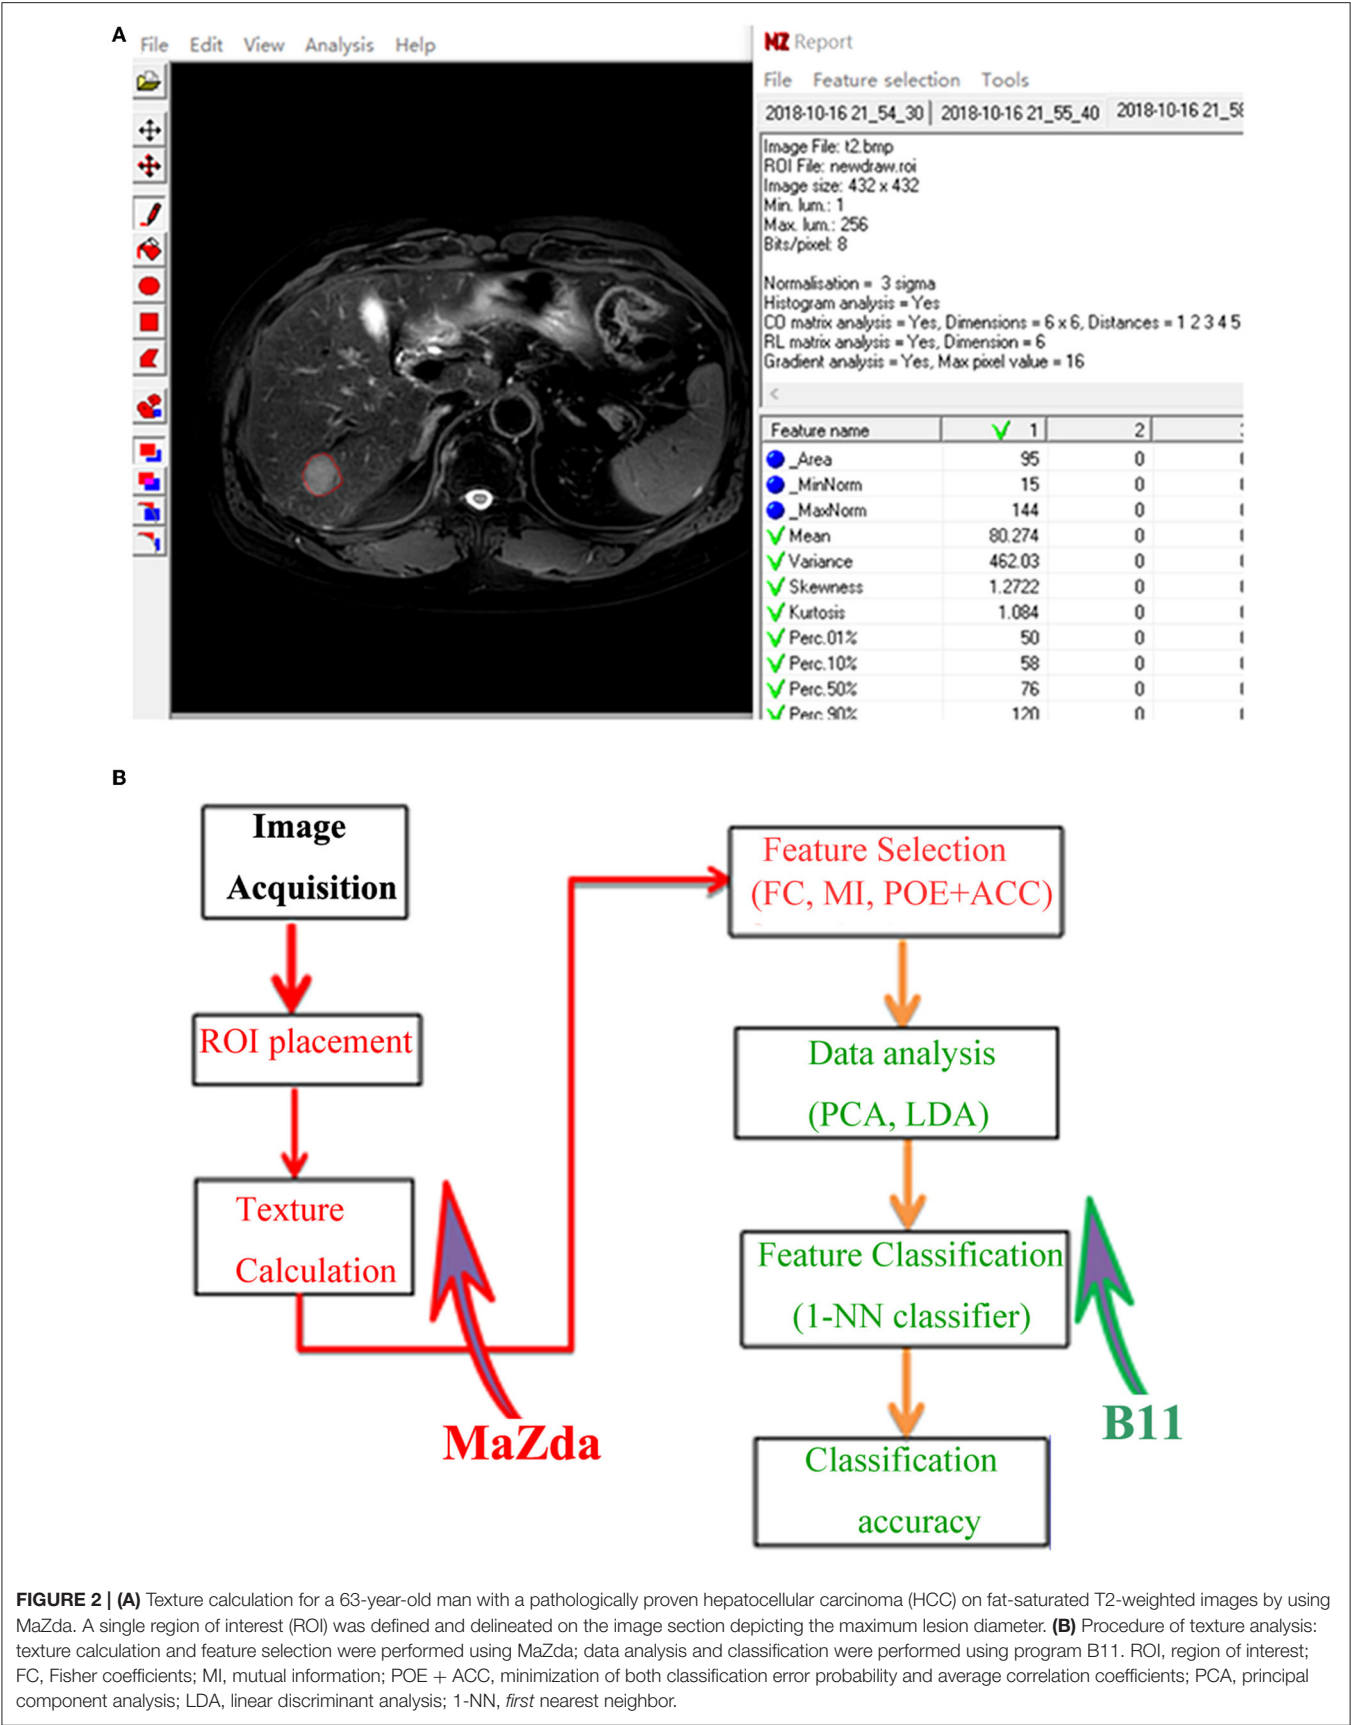 A
File Edit View Analysis Help
MZ Report
File Feature selection Tools
2018-10-16 21_54_30 2018-10-16 21_55_40 2018-10-16 21_58
Image File: t2.bmp
ROI File: newdraw.roi
Image size: 432 x 432
Min. lum.: 1
Max. lum.: 256
Bits/pixel: 8
Normalisation = 3 sigma
Histogram analysis = Yes
CO matrix analysis = Yes, Dimensions = 6 x 6, Distances = 1 2 3 4 5
RL matrix analysis = Yes, Dimension = 6
Gradient analysis = Yes, Max pixel value = 16
<
Feature name 1 2
_Area 95 0
_MinNorm 15 0
_MaxNorm 144 0
Mean 80.274 0
Variance 462.03 0
Skewness 1.2722 0
Kurtosis 1.084 0
Perc.01% 50 0
Perc.10% 58 0
Perc.50% 76 0
Perc.90% 120 0
B
Image
Acquisition
ROI placement
Texture
Calculation
MaZda
Feature Selection
(FC, MI, POE+ACC)
Data analysis
(PCA, LDA)
Feature Classification
(1-NN classifier)
B11
Classification
accuracy
FIGURE 2 | (A) Texture calculation for a 63-year-old man with a pathologically proven hepatocellular carcinoma (HCC) on fat-saturated T2-weighted images by using
MaZda. A single region of interest (ROI) was defined and delineated on the image section depicting the maximum lesion diameter. (B) Procedure of texture analysis:
texture calculation and feature selection were performed using MaZda; data analysis and classification were performed using program B11. ROI, region of interest;
FC, Fisher coefficients; MI, mutual information; POE + ACC, minimization of both classification error probability and average correlation coefficients; PCA, principal
component analysis; LDA, linear discriminant analysis; 1-NN, first nearest neighbor.